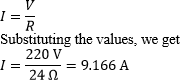 I = V/R
Substituting the values, we get
I = 220 V/24 Ω = 9.166 A